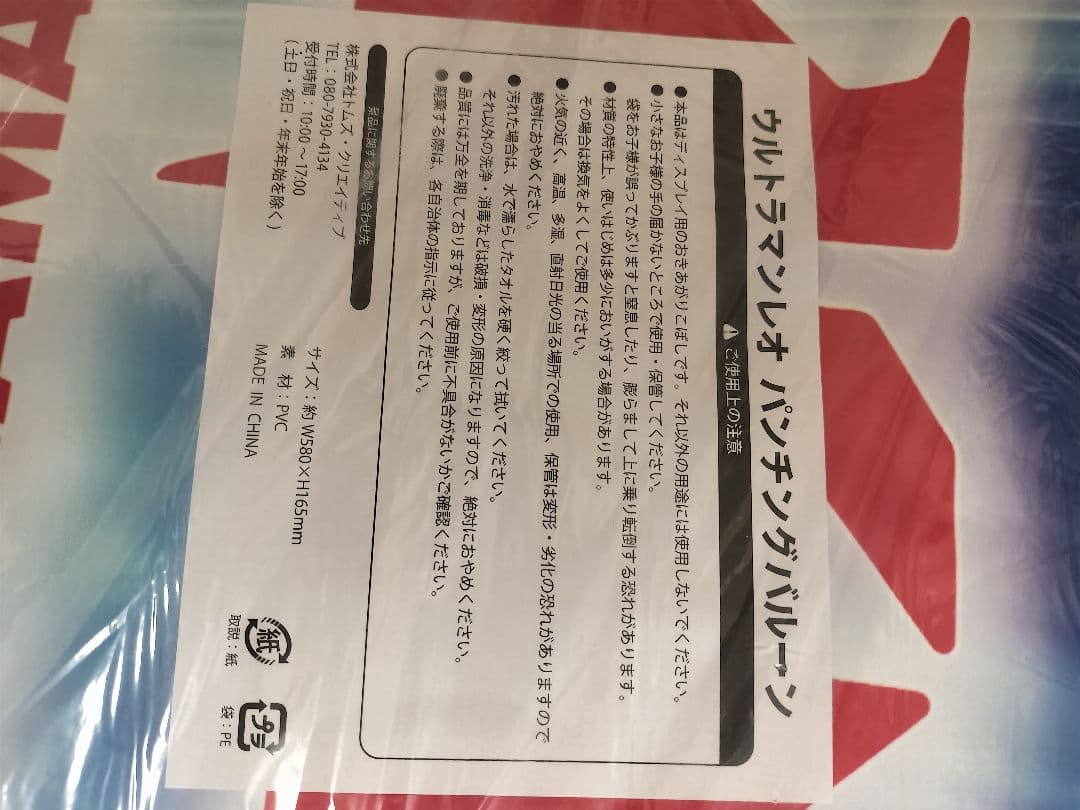 ウルトラマンレオ パンチングバルーン
ご使用上の注意
●本品はディスプレイ用のおきあがりこぼしです。それ以外の用途には使用しないでください。
●小さなお子様の手の届かないところで使用・保管してください。
袋をお子様が誤ってかぶりますと窒息したり、膨らまして上に乗り転倒する恐れがあります。
●材質の特性上、使いはじめは多少においがする場合があります。
その場合は換気をよくしてご使用ください。
●火気の近く、高温、多湿、直射日光の当る場所での使用、保管は変形・劣化の恐れがありますので
絶対におやめください。
●汚れた場合は、水で濡らしたタオルを硬く絞って拭いてください。
それ以外の洗浄・消毒などは破損・変形の原因になりますので、絶対におやめください。
●品質には万全を期しておりますが、ご使用前に不具合がないかご確認ください。
●廃棄する際は、各自治体の指示に従ってください。
景品に関するお問い合わせ先
株式会社トムズ・クリエイティブ
TEL：080-7930-4134
受付時間：10:00 ～ 17:00
（土日・祝日・年末年始を除く）
サイズ：約 W580×H165mm
素　材：PVC
MADE IN CHINA
紙
取説：紙
プラ
袋：PE